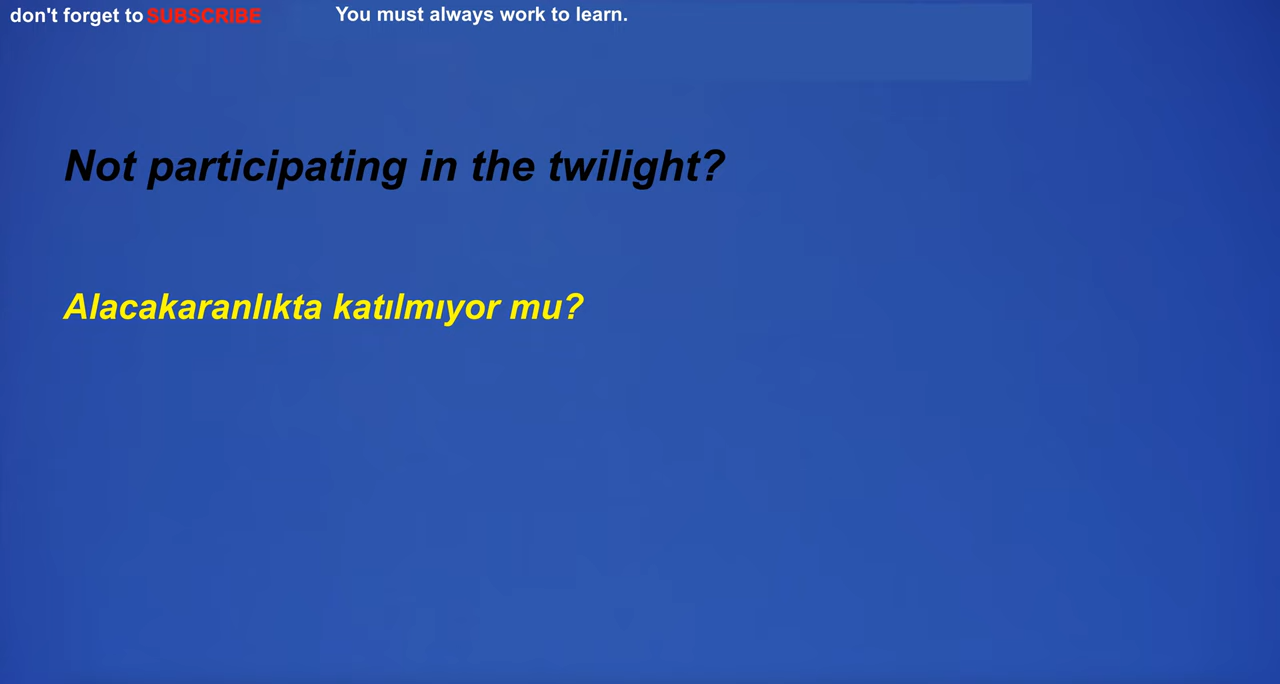 don't forget to SUBSCRIBE
You must always work to learn.
Not participating in the twilight?
Alacakaranlıkta katılmıyor mu?